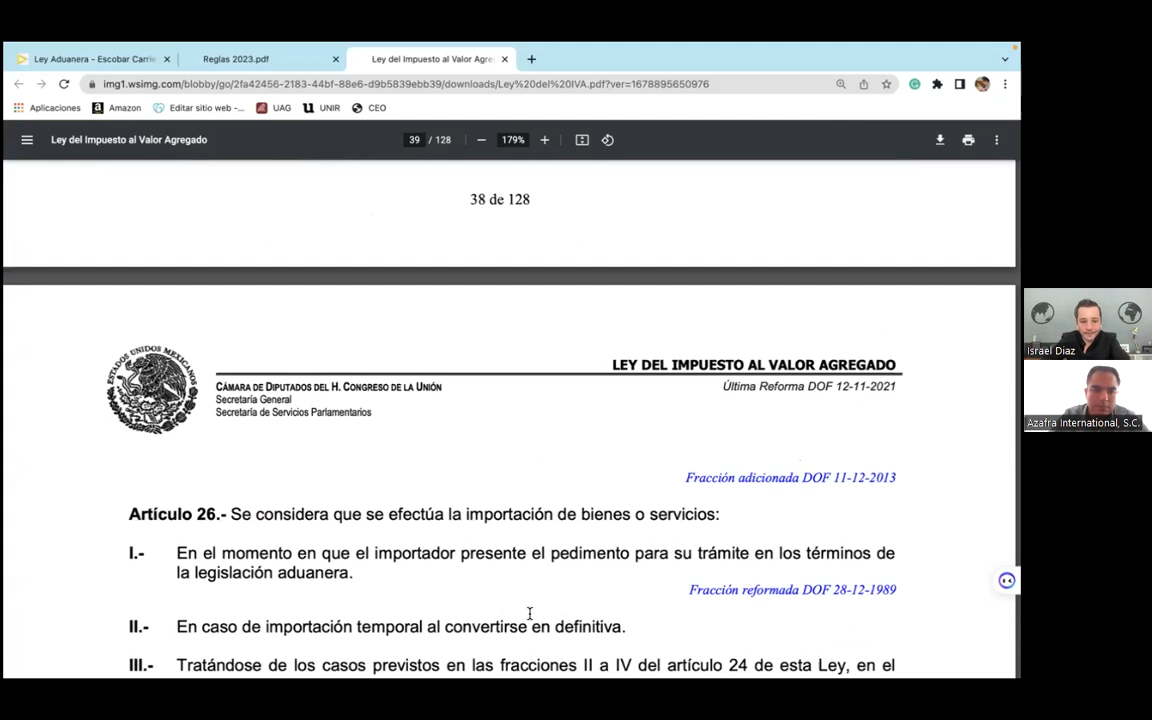 Ley Aduanera - Escobar Carrie
Reglas 2023.pdf
Ley del Impuesto al Valor Agre
img1.wsimg.com/blobby/go/2fa42456-2183-44bf-88e6-d9b5839ebb39/downloads/Ley%20del%20IVA.pdf?ver=1678895650976
Aplicaciones
Amazon
Editar sitio web -...
UAG
UNIR
CEO
Ley del Impuesto al Valor Agregado
39 / 128
179%
38 de 128
ESTADOS UNIDOS MEXICANOS
LEY DEL IMPUESTO AL VALOR AGREGADO
CÁMARA DE DIPUTADOS DEL H. CONGRESO DE LA UNIÓN
Última Reforma DOF 12-11-2021
Secretaría General
Secretaría de Servicios Parlamentarios
Fracción adicionada DOF 11-12-2013
Artículo 26.- Se considera que se efectúa la importación de bienes o servicios:
I.- En el momento en que el importador presente el pedimento para su trámite en los términos de
la legislación aduanera.
Fracción reformada DOF 28-12-1989
II.- En caso de importación temporal al convertirse en definitiva.
III.- Tratándose de los casos previstos en las fracciones II a IV del artículo 24 de esta Ley, en el
Israel Diaz
Azafra International, S.C.